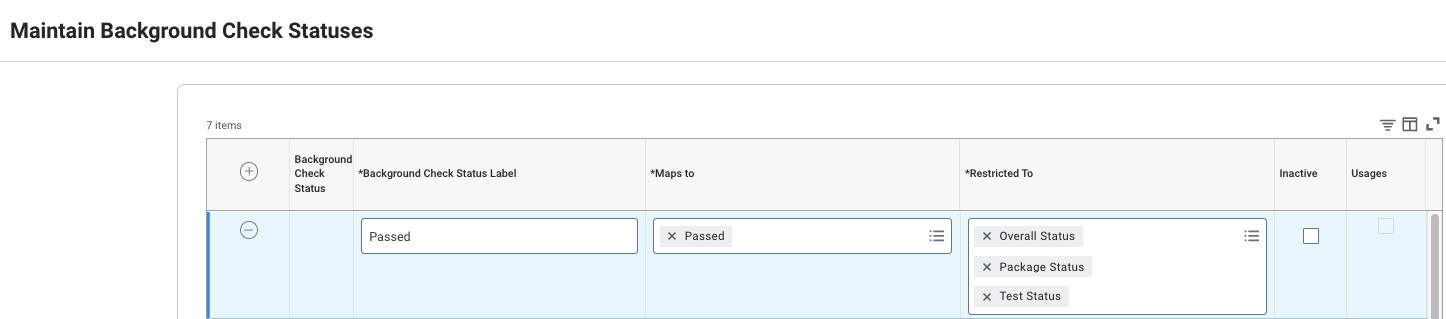 Maintain Background Check Statuses
7 items
Background
Check
Status
*Background Check Status Label
*Maps to
*Restricted To
Inactive
Usages
Passed
Passed
Overall Status
Package Status
Test Status